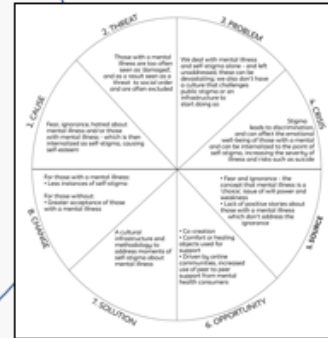 2. THREAT
Those with a mental
illness are too often
seen as 'damaged',
and as a result seen as a
threat to social order
and are often excluded
3. PROBLEM
We deal with mental illness
and self-stigma alone - and left
unaddressed, these can be
devastating; we also don't have
a culture that challenges
public stigma or an
infrastructure to
start doing so
4. CRISIS
Stigma
leads to discrimination,
and can affect the emotional
well-being of those with a mental
and can be internalized to the point of
self-stigma, increasing the severity of
illness and risks such as suicide
1. CAUSE
Fear, ignorance, hatred about
mental illness and/or those
with mental illness - which is then
internalized as self-stigma, causing
self-esteem
8. CHANGE
For those with a mental illness:
• Less instances of self-stigma
For those without:
• Greater acceptance of those
with a mental illness
7. SOLUTION
A cultural
infrastructure and
methodology to
address moments of
self stigma about
mental illness
6. OPPORTUNITY
• Co-creation
• Comfort or healing
objects used for
support
• Driven by online
communities, increased
use of peer to peer
support from mental
health consumers
5. SOURCE
• Fear and ignorance - the
concept that mental illness is a
choice, issue of will power and
weakness
• Lack of positive stories about
those with a mental illness
which don't address the
ignorance